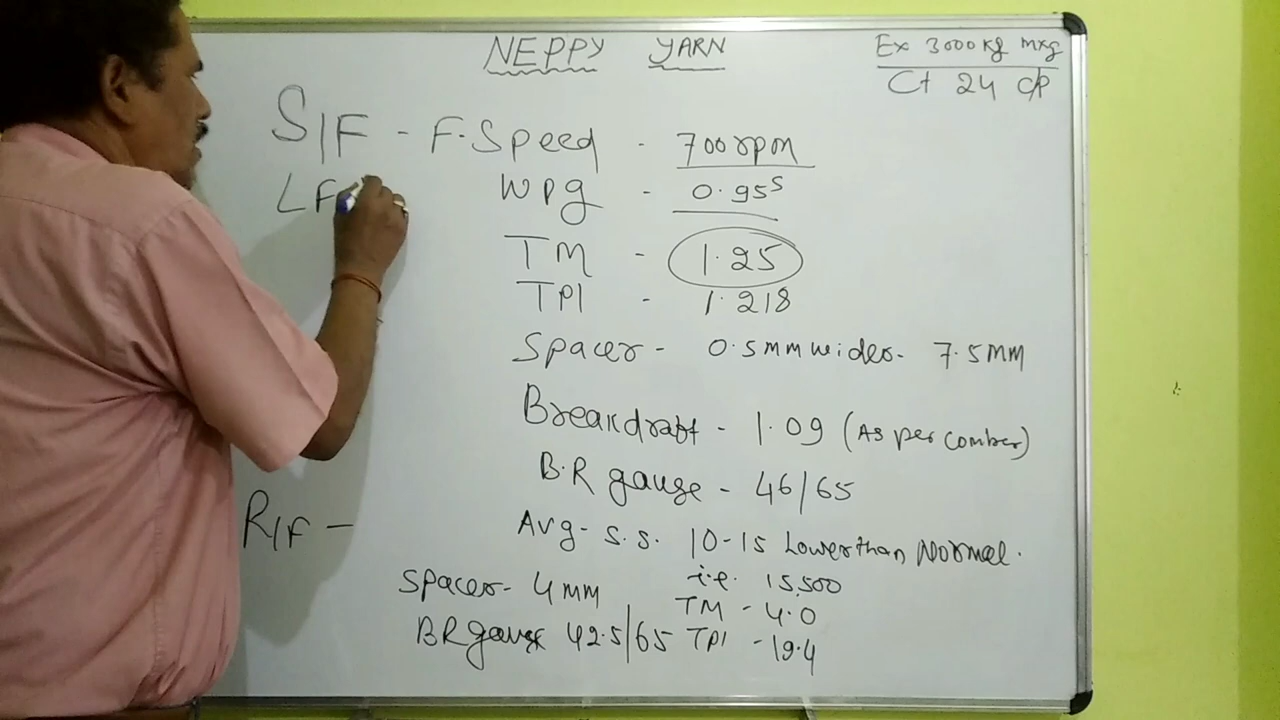 NEPPY YARN
Ex 3000 kg mxg
Ct 24 CP
S/F - F.Speed - 700 rpm
LF
Wpg - 0.95s
TM - 1.25
TPI - 1.218
Spacer - 0.5mm wider - 7.5mm
Breakdraft - 1.09 (As per comber)
B.R gauge - 46/65
R/F -
Avg - S.S. 10-15 Lower than Normal.
i.e. 15,500
Spacer - 4mm
TM - 4.0
BR gauge 42.5/65
TPI - 19.4